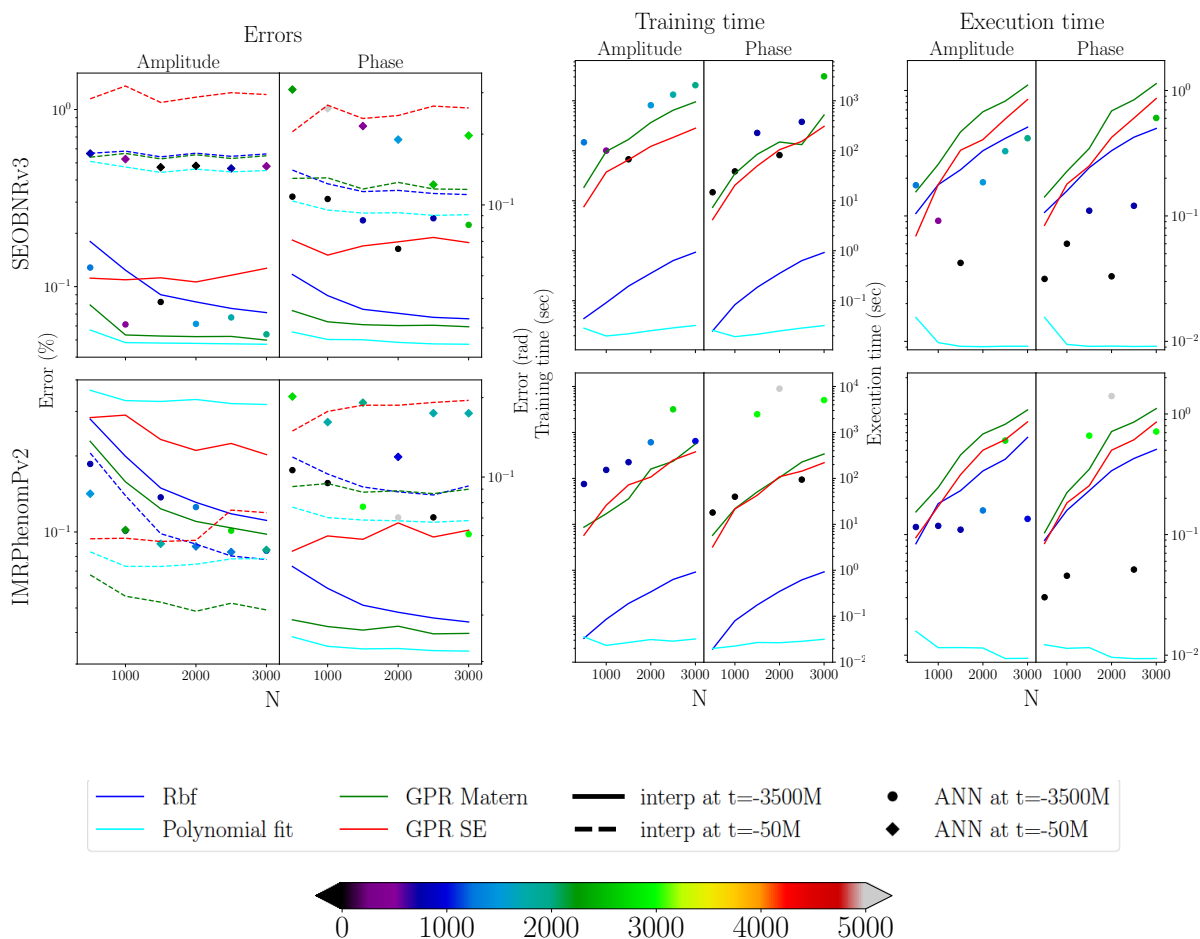 Errors
Training time
Execution time
Amplitude Phase
Amplitude Phase
Amplitude Phase
SEOBNRv3
IMRPhenomPv2
Error (%)
Error (rad)
Training time (sec)
Execution time (sec)
10^0
10^-1
10^-1
10^3
10^2
10^1
10^0
10^-1
10^-2
10^0
10^-1
10^-2
10^-1
10^-1
10^4
10^3
10^2
10^1
10^0
10^-1
10^-2
10^0
10^-1
10^-2
1000 2000 3000 1000 2000 3000
1000 2000 3000 1000 2000 3000
1000 2000 3000 1000 2000 3000
N
N
N
Rbf GPR Matern interp at t=-3500M ANN at t=-3500M
Polynomial fit GPR SE interp at t=-50M ANN at t=-50M
0 1000 2000 3000 4000 5000